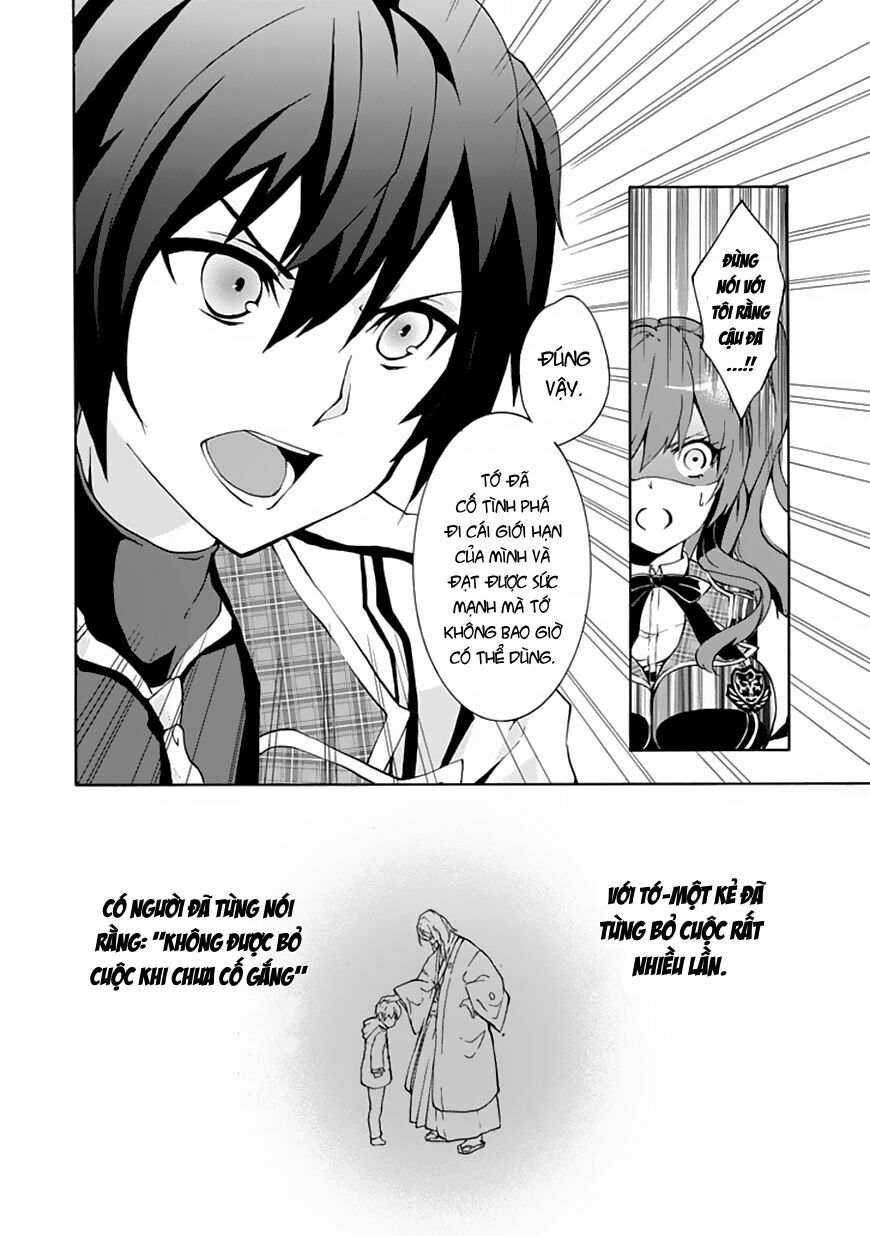 ĐỪNG
NÓI VỚI
TÔI RẰNG
CẬU ĐÃ
...!!
ĐÚNG
VẬY.
TỚ ĐÃ
CỐ TÌNH PHÁ
ĐI CÁI GIỚI HẠN
CỦA MÌNH VÀ
ĐẠT ĐƯỢC SỨC
MẠNH MÀ TỚ
KHÔNG BAO GIỜ
CÓ THỂ DÙNG.
VỚI TỚ-MỘT KẺ ĐÃ
TỪNG BỎ CUỘC RẤT
NHIỀU LẦN.
CÓ NGƯỜI ĐÃ TỪNG NÓI
RẰNG: "KHÔNG ĐƯỢC BỎ
CUỘC KHI CHƯA CỐ GẮNG"